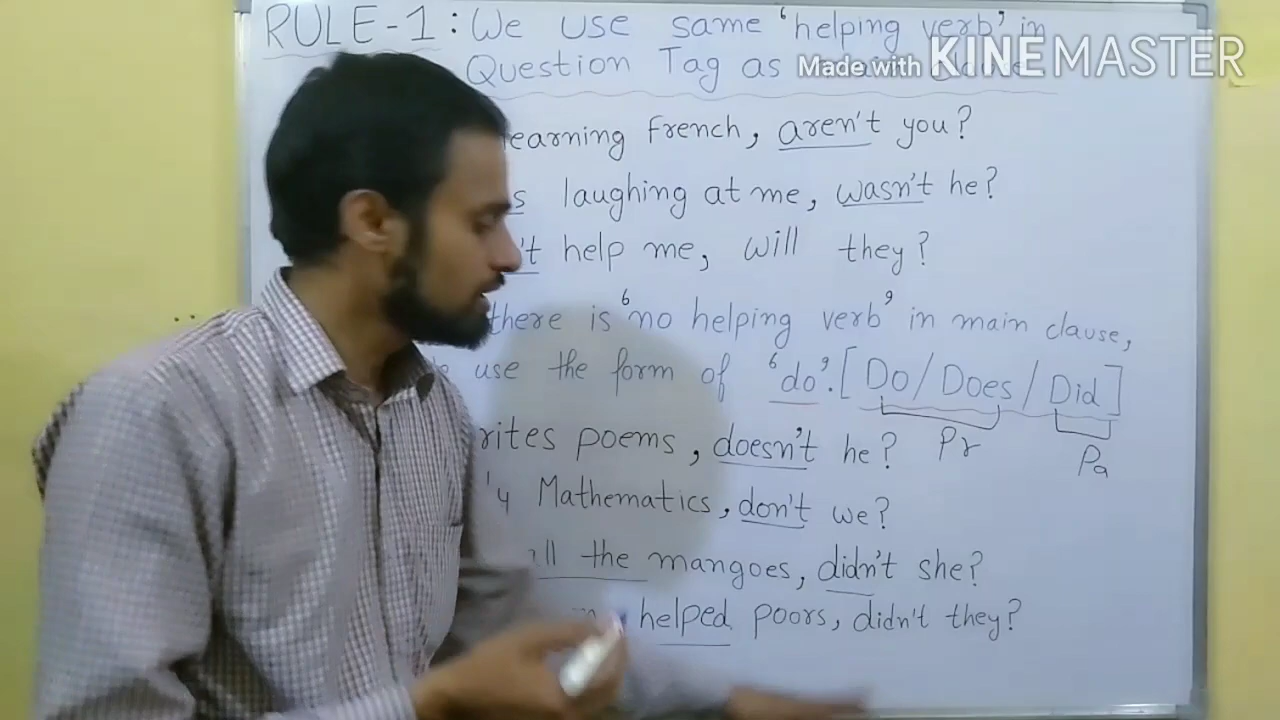 RULE-1: We use same 'helping verb' in
Question Tag as
Made with KINEMASTER
learning French, aren't you?
laughing at me, wasn't he?
help me, will they?
there is 'no helping verb' in main clause,
use the form of 'do'. [Do/Does/Did]
Pr
Pa
rites poems, doesn't he?
Mathematics, don't we?
all the mangoes, didn't she?
helped poors, didn't they?